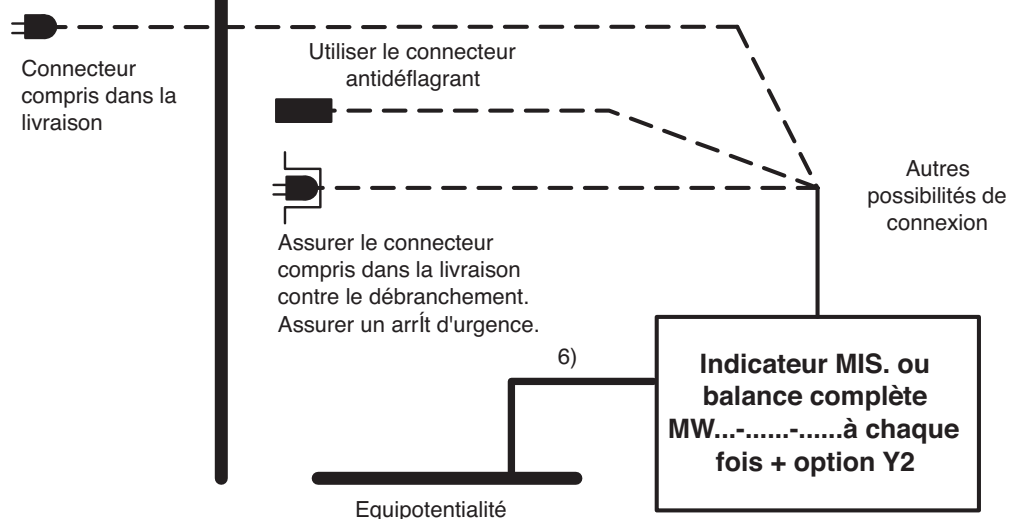 Connecteur
compris dans la
livraison
Utiliser le connecteur
antidéflagrant
Autres
possibilités de
connexion
Assurer le connecteur
compris dans la livraison
contre le débranchement.
Assurer un arrÍt d'urgence.
6)
Indicateur MIS. ou
balance complète
MW...-......-......à chaque
fois + option Y2
Equipotentialité